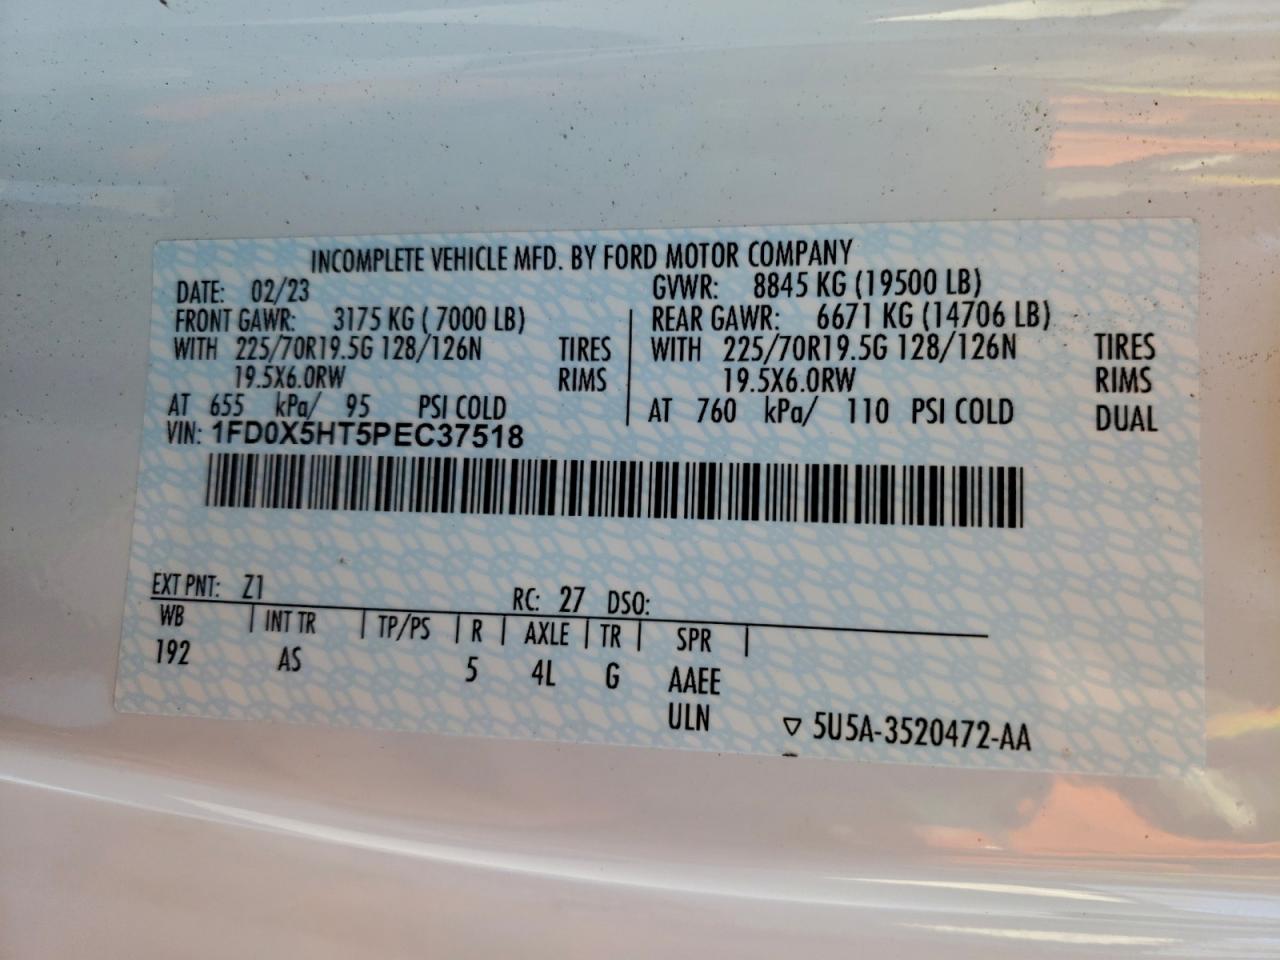 INCOMPLETE VEHICLE MFD. BY FORD MOTOR COMPANY
DATE: 02/23 GVWR: 8845 KG (19500 LB)
FRONT GAWR: 3175 KG ( 7000 LB) REAR GAWR: 6671 KG (14706 LB)
WITH 225/70R19.5G 128/126N TIRES WITH 225/70R19.5G 128/126N TIRES
19.5X6.0RW RIMS 19.5X6.0RW RIMS
AT 655 kPa/ 95 PSI COLD AT 760 kPa/ 110 PSI COLD DUAL
VIN: 1FD0X5HT5PEC37518
EXT PNT: Z1 RC: 27 DSO:
WB INT TR TP/PS R AXLE TR SPR
192 AS 5 4L G AAEE
ULN ▽ 5U5A-3520472-AA